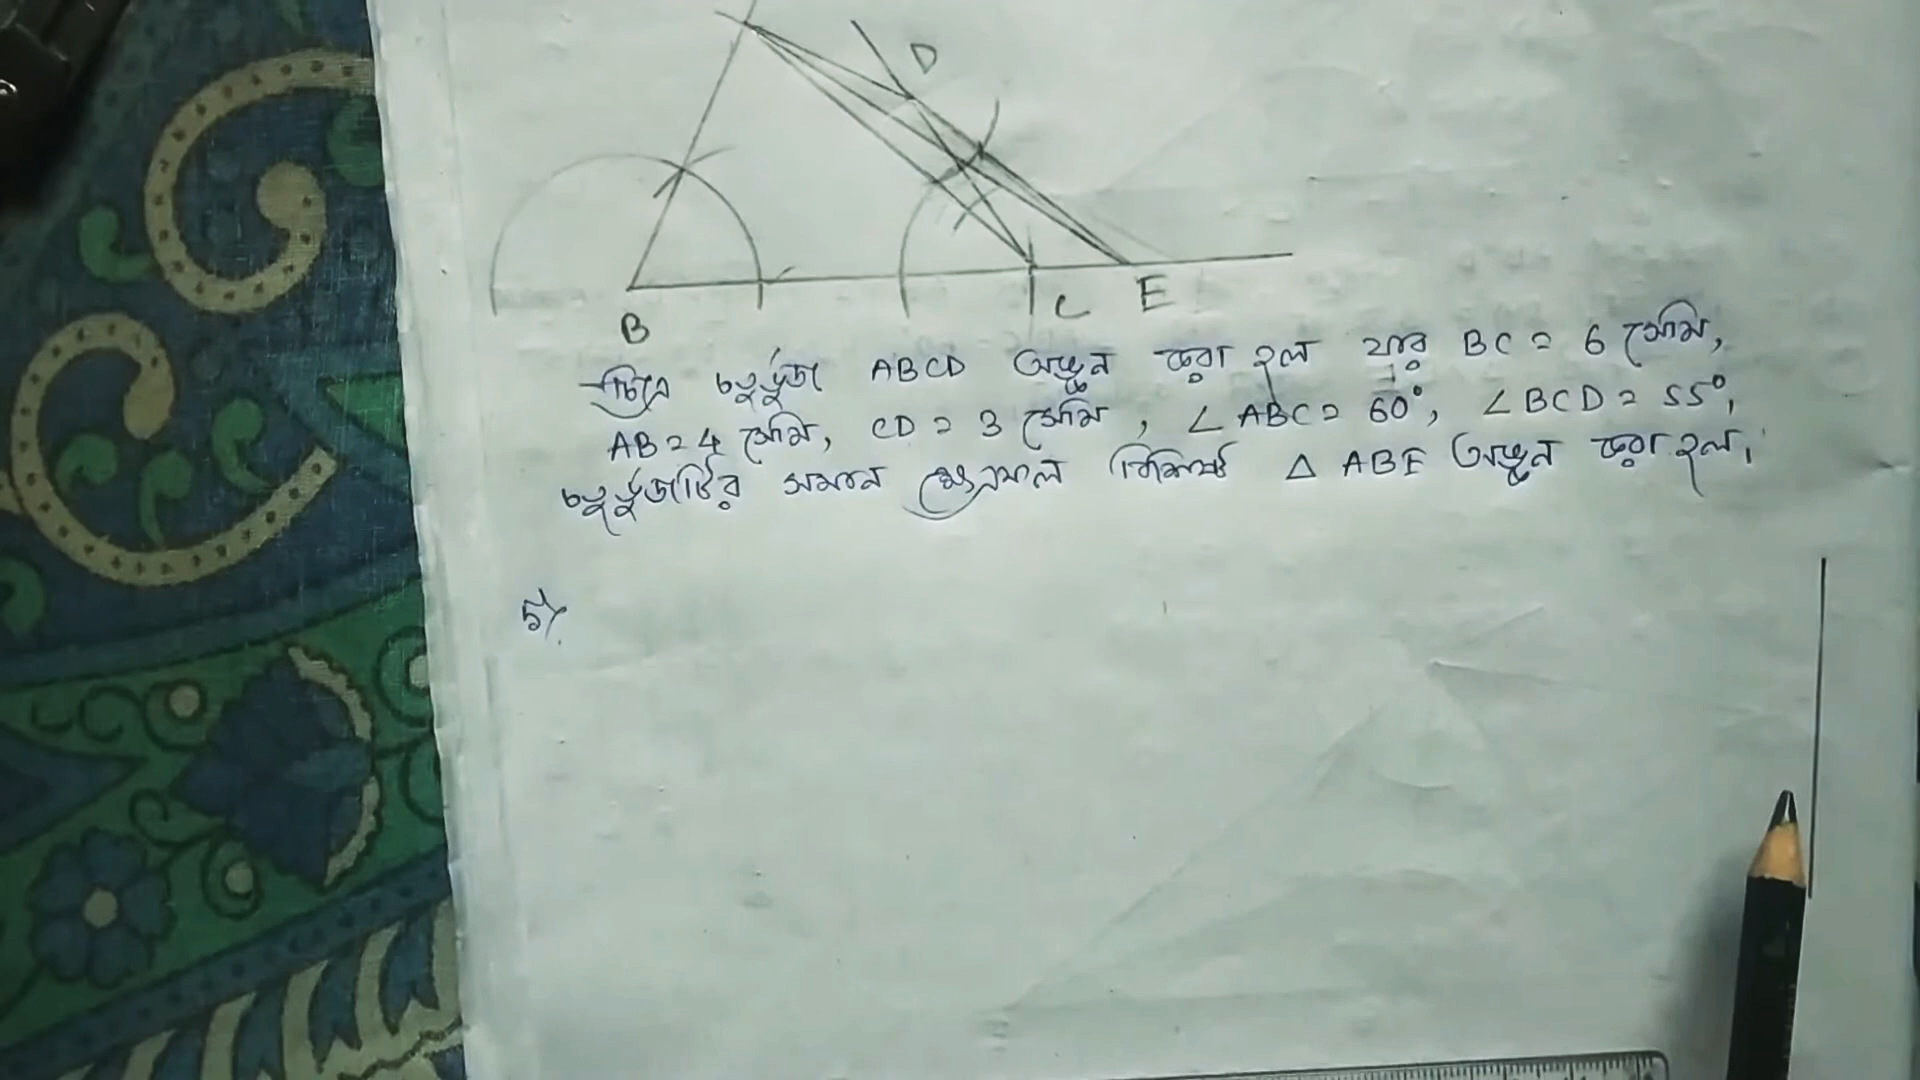 D
B C E
চিত্রে চতুর্ভুজ ABCD অঙ্কন করা হল যার BC = 6 সেমি,
AB = 4 সেমি, CD = 3 সেমি, ∠ABC = 60°, ∠BCD = 55°,
চতুর্ভুজটির সমান ক্ষেত্রফল বিশিষ্ট △ ABE অঙ্কন করা হল।